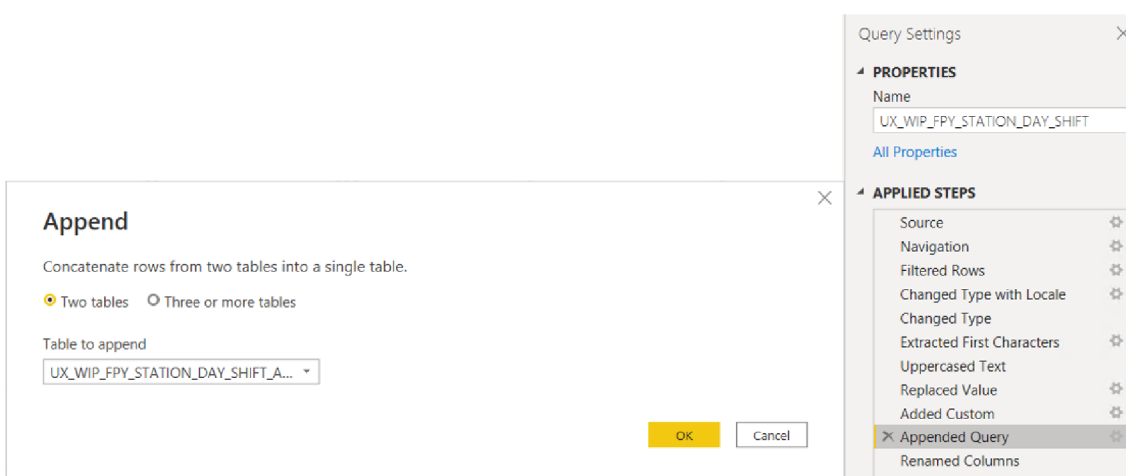 Append
Concatenate rows from two tables into a single table.
Two tables Three or more tables
Table to append
UX_WIP_FPY_STATION_DAY_SHIFT_A...
OK Cancel
Query Settings
PROPERTIES
Name
UX_WIP_FPY_STATION_DAY_SHIFT
All Properties
APPLIED STEPS
Source
Navigation
Filtered Rows
Changed Type with Locale
Changed Type
Extracted First Characters
Uppercased Text
Replaced Value
Added Custom
Appended Query
Renamed Columns